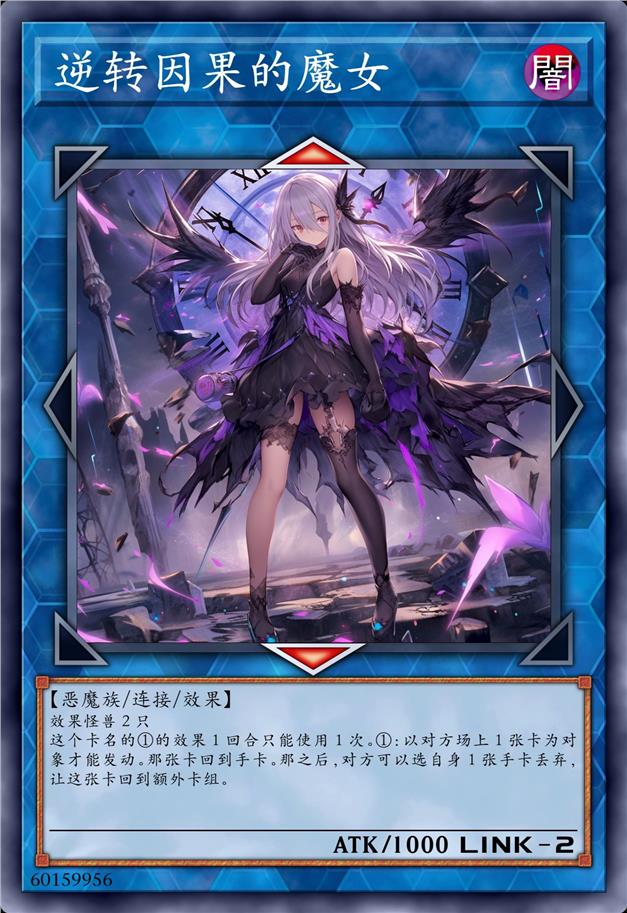 逆转因果的魔女
闇
XII
【恶魔族/连接/效果】
效果怪兽2只
这个卡名的①的效果1回合只能使用1次。①:以对方场上1张卡为对
象才能发动。那张卡回到手卡。那之后,对方可以选自身1张手卡丢弃,
让这张卡回到额外卡组。
ATK/1000 LINK-2
60159956